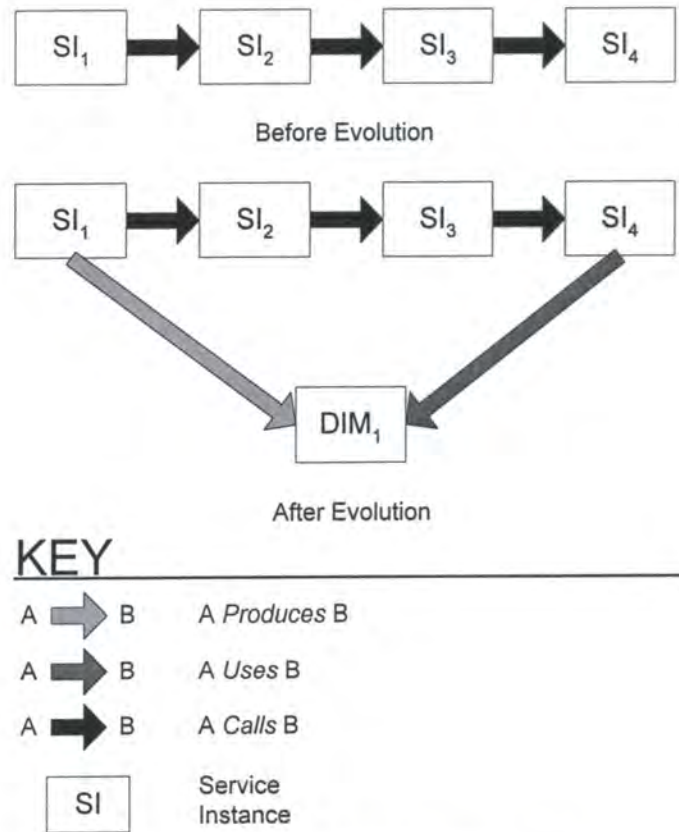 SI₁ SI₂ SI₃ SI₄
Before Evolution
SI₁ SI₂ SI₃ SI₄
DIM₁
After Evolution
KEY
A B A Produces B
A B A Uses B
A B A Calls B
SI Service
Instance